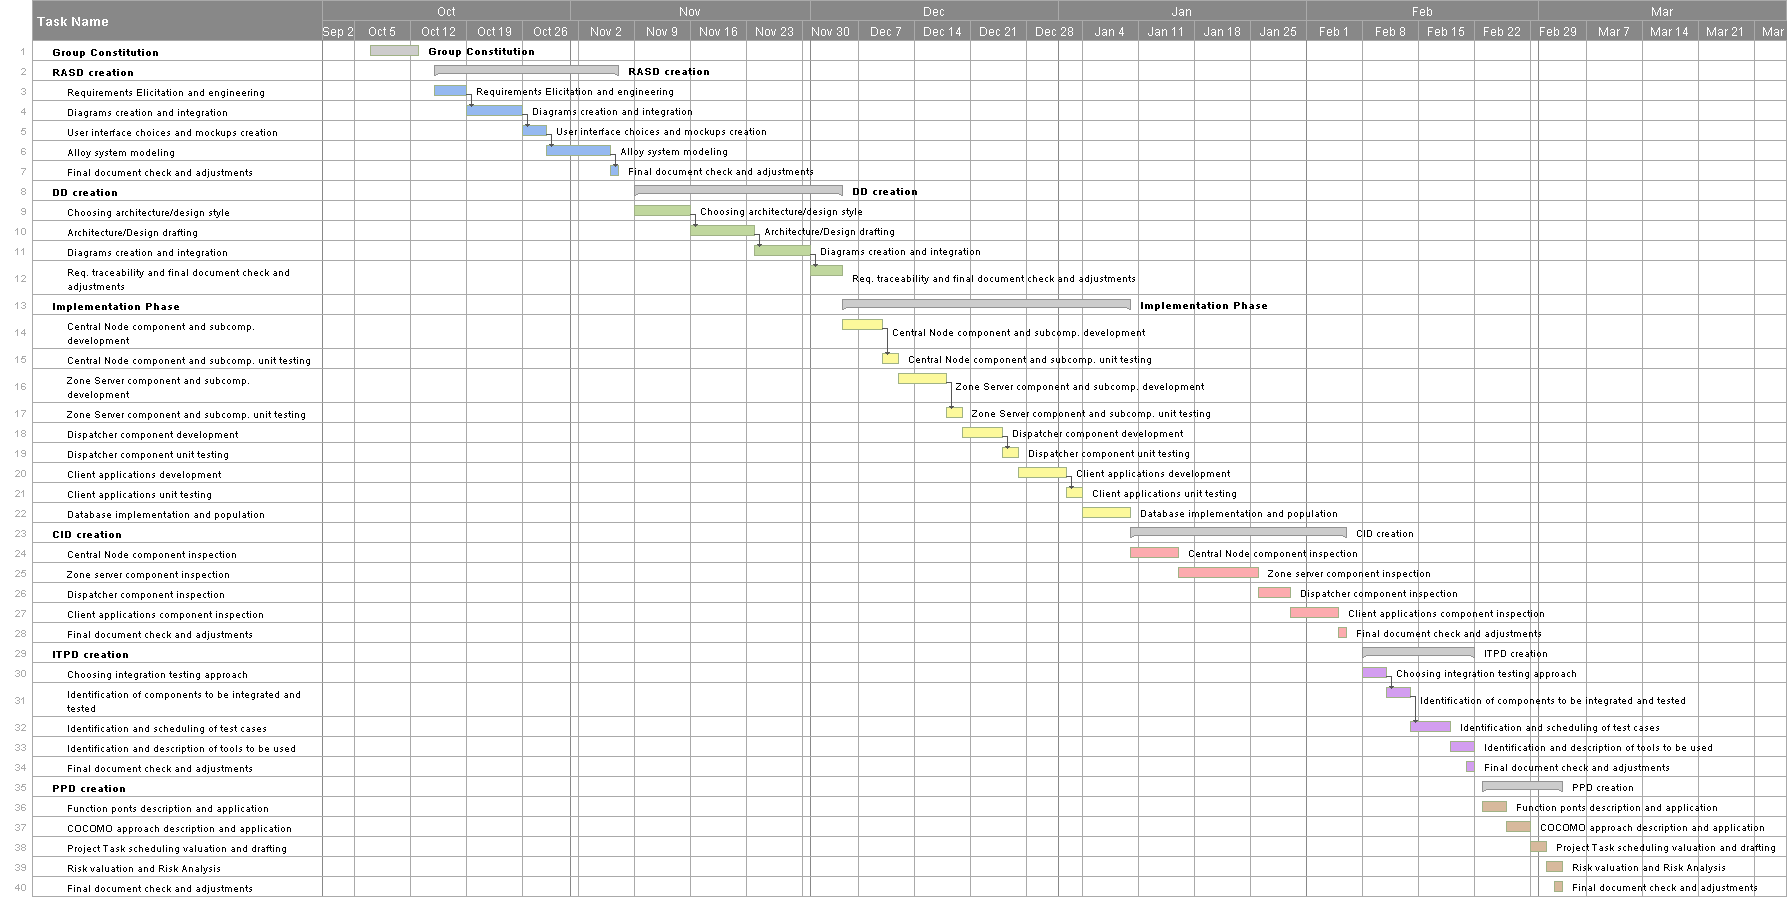 Task Name
Oct Nov Dec Jan Feb Mar
Sep 2 Oct 5 Oct 12 Oct 19 Oct 26 Nov 2 Nov 9 Nov 16 Nov 23 Nov 30 Dec 7 Dec 14 Dec 21 Dec 28 Jan 4 Jan 11 Jan 18 Jan 25 Feb 1 Feb 8 Feb 15 Feb 22 Feb 29 Mar 7 Mar 14 Mar 21 Mar
1 Group Constitution Group Constitution
2 RASD creation RASD creation
3 Requirements Elicitation and engineering Requirements Elicitation and engineering
4 Diagrams creation and integration Diagrams creation and integration
5 User interface choices and mockups creation User interface choices and mockups creation
6 Alloy system modeling Alloy system modeling
7 Final document check and adjustments Final document check and adjustments
8 DD creation DD creation
9 Choosing architecture/design style Choosing architecture/design style
10 Architecture/Design drafting Architecture/Design drafting
11 Diagrams creation and integration Diagrams creation and integration
12 Req. traceability and final document check and
adjustments Req. traceability and final document check and adjustments
13 Implementation Phase Implementation Phase
14 Central Node component and subcomp.
development Central Node component and subcomp. development
15 Central Node component and subcomp. unit testing Central Node component and subcomp. unit testing
16 Zone Server component and subcomp.
development Zone Server component and subcomp. development
17 Zone Server component and subcomp. unit testing Zone Server component and subcomp. unit testing
18 Dispatcher component development Dispatcher component development
19 Dispatcher component unit testing Dispatcher component unit testing
20 Client applications development Client applications development
21 Client applications unit testing Client applications unit testing
22 Database implementation and population Database implementation and population
23 CID creation CID creation
24 Central Node component inspection Central Node component inspection
25 Zone server component inspection Zone server component inspection
26 Dispatcher component inspection Dispatcher component inspection
27 Client applications component inspection Client applications component inspection
28 Final document check and adjustments Final document check and adjustments
29 ITPD creation ITPD creation
30 Choosing integration testing approach Choosing integration testing approach
31 Identification of components to be integrated and
tested Identification of components to be integrated and tested
32 Identification and scheduling of test cases Identification and scheduling of test cases
33 Identification and description of tools to be used Identification and description of tools to be used
34 Final document check and adjustments Final document check and adjustments
35 PPD creation PPD creation
36 Function ponts description and application Function ponts description and application
37 COCOMO approach description and application COCOMO approach description and application
38 Project Task scheduling valuation and drafting Project Task scheduling valuation and drafting
39 Risk valuation and Risk Analysis Risk valuation and Risk Analysis
40 Final document check and adjustments Final document check and adjustments